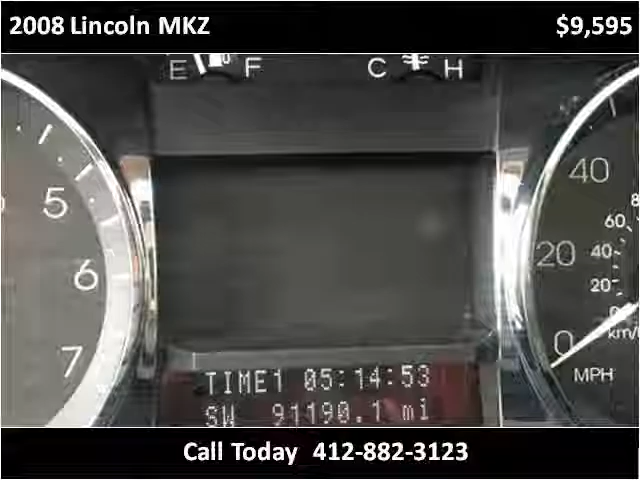 2008 Lincoln MKZ $9,595
E F C H
5
6
7
40
20
0
MPH
60
40
20
0
km/h
TIME1 05:14:53
SW 91190.1 mi
Call Today 412-882-3123